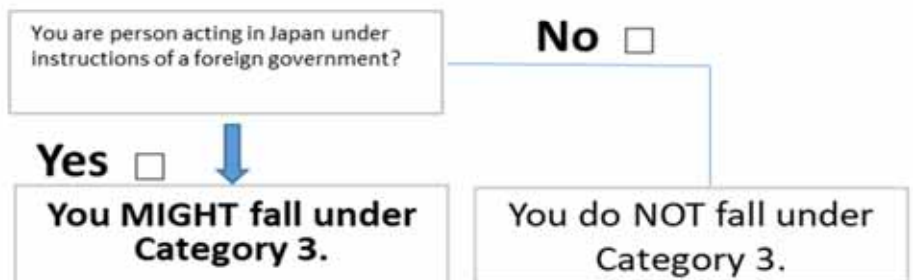 You are person acting in Japan under
instructions of a foreign government?
No
Yes
You MIGHT fall under
Category 3.
You do NOT fall under
Category 3.